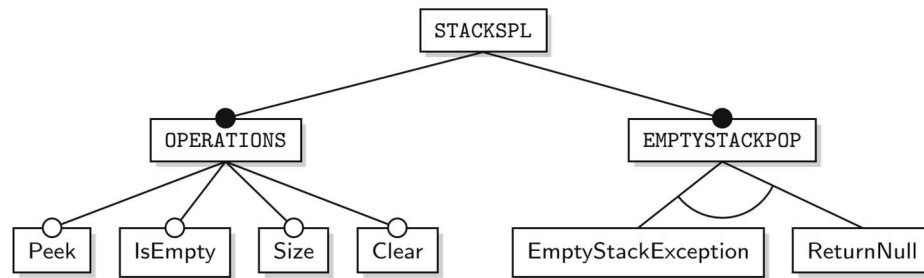 STACKSPL
OPERATIONS
EMPTYSTACKPOP
Peek
IsEmpty
Size
Clear
EmptyStackException
ReturnNull